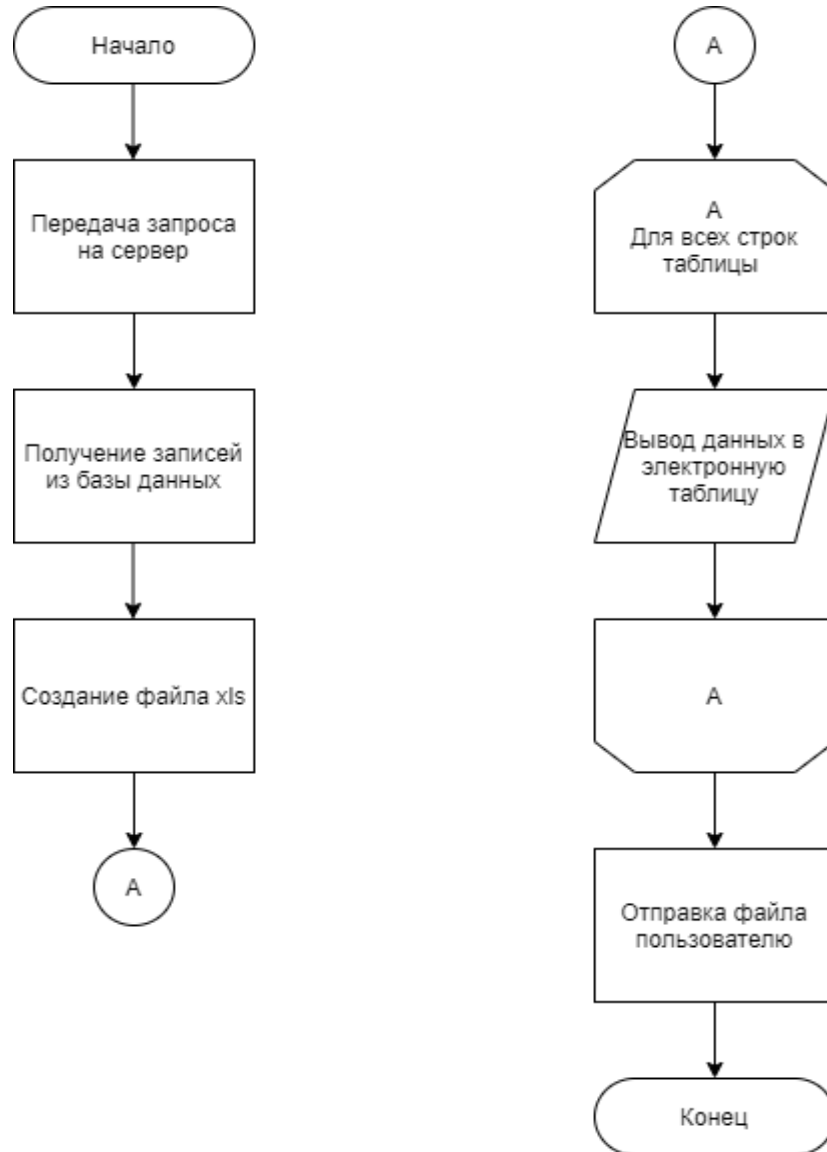 Начало
Передача запроса
на сервер
Получение записей
из базы данных
Создание файла xls
А
А
А
Для всех строк
таблицы
Вывод данных в
электронную
таблицу
А
Отправка файла
пользователю
Конец